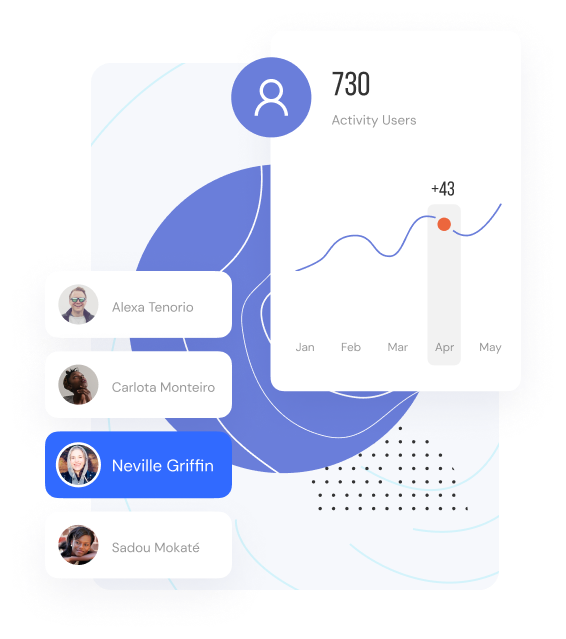 730
Activity Users
+43
Jan Feb Mar Apr May
Alexa Tenorio
Carlota Monteiro
Neville Griffin
Sadou Mokaté